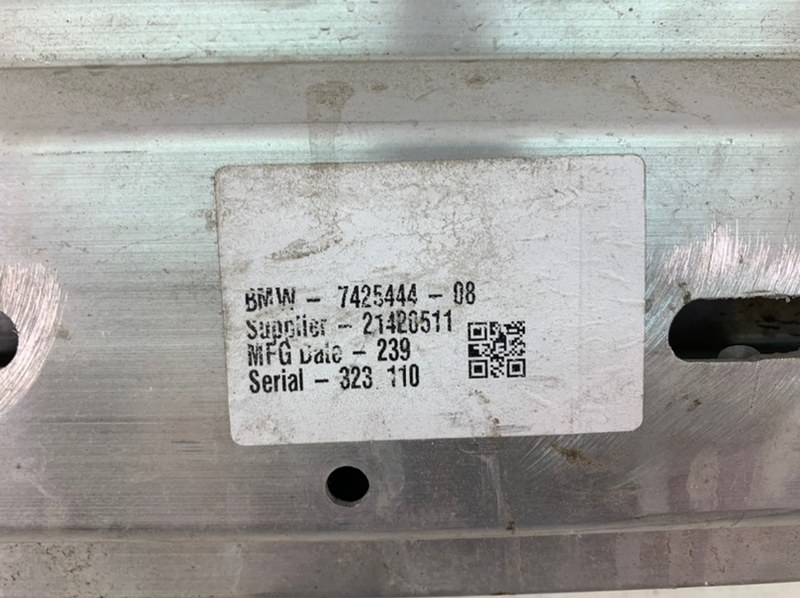 BMW - 7425444 - 08
Supplier - 21420511
MFG Date - 239
Serial - 323 110